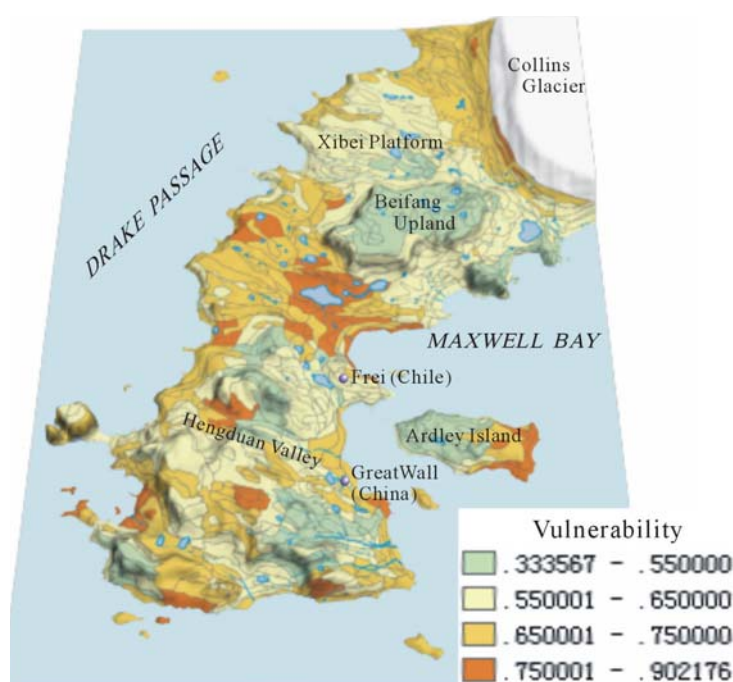 Collins
Glacier
Xibei Platform
Beifang
Upland
DRAKE PASSAGE
MAXWELL BAY
Frei (Chile)
Ardley Island
Hengduan Valley
GreatWall
(China)
Vulnerability
.333567 - .550000
.550001 - .650000
.650001 - .750000
.750001 - .902176